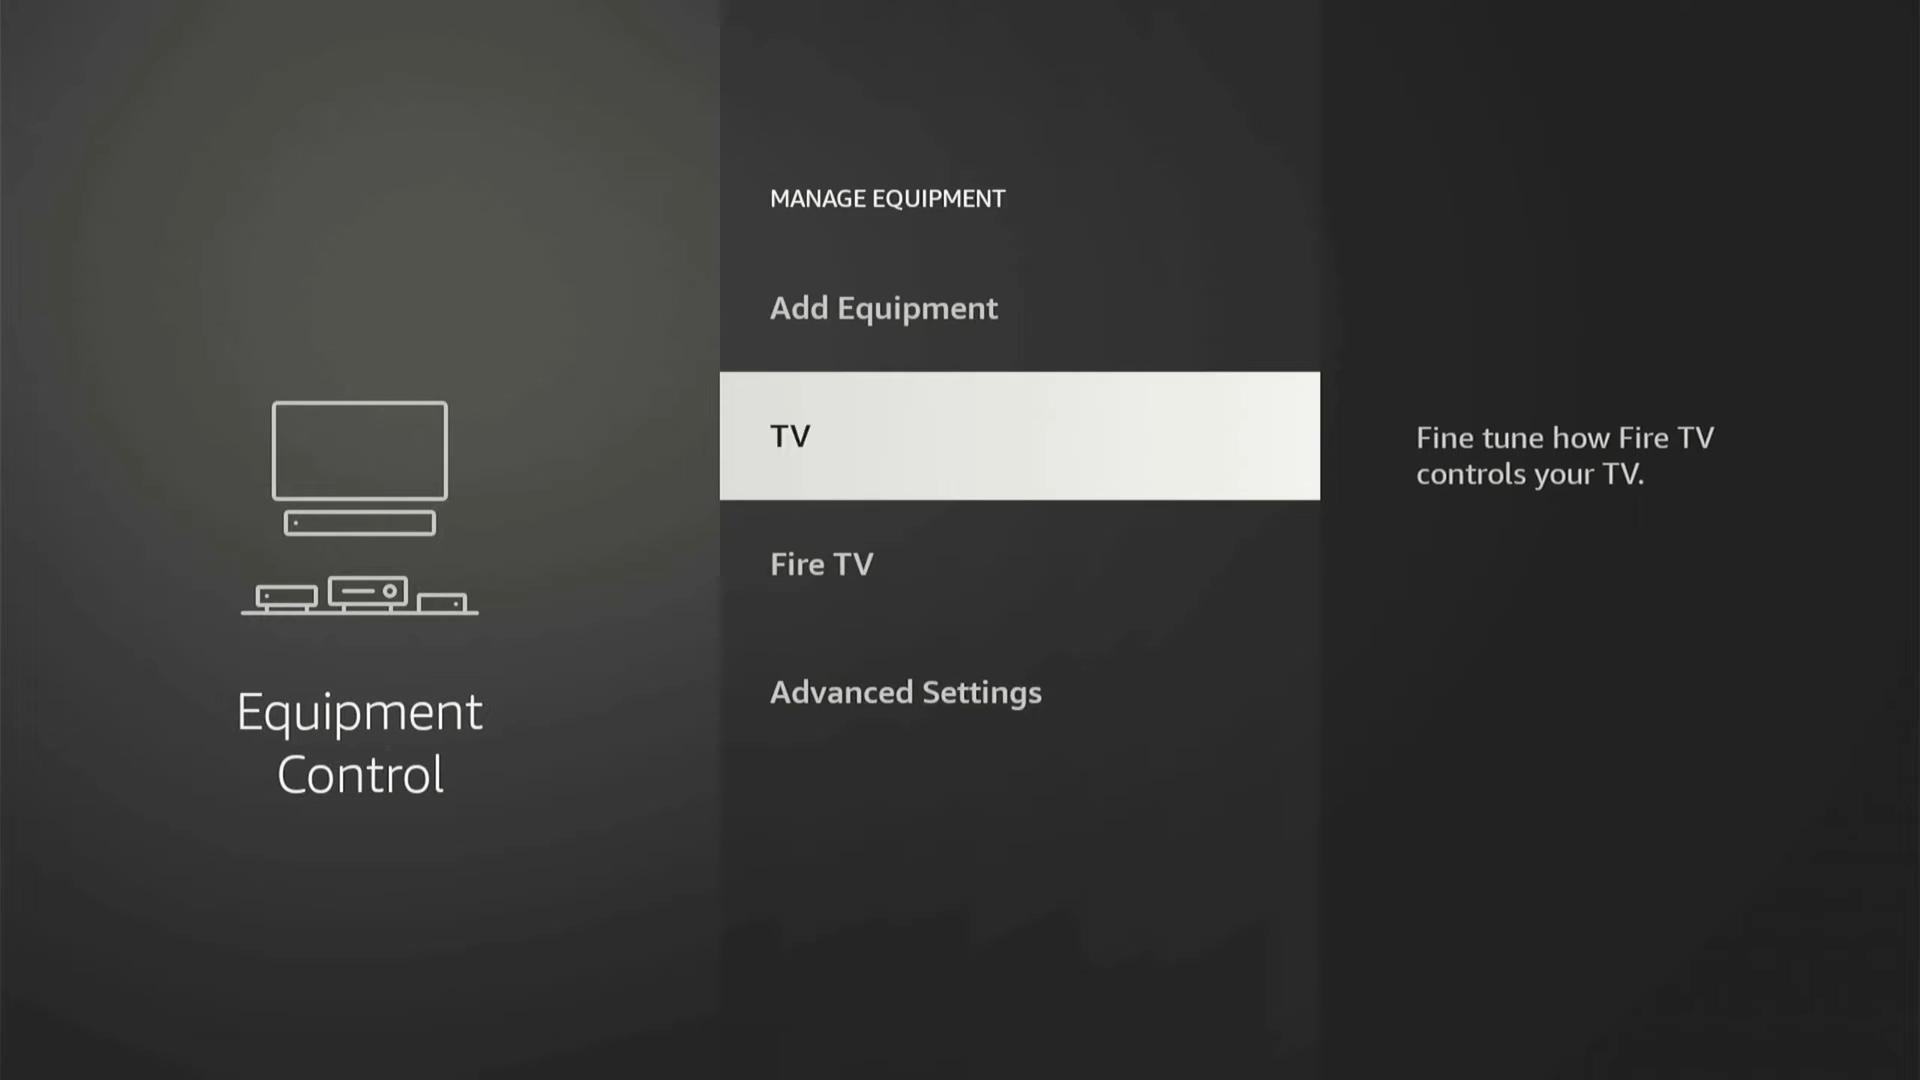 Equipment
Control
MANAGE EQUIPMENT
Add Equipment
TV
Fire TV
Advanced Settings
Fine tune how Fire TV
controls your TV.